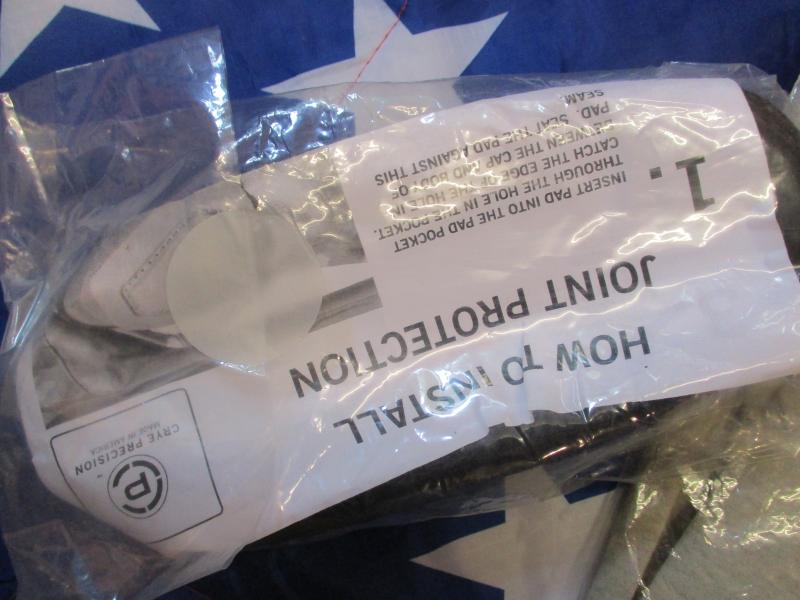 HOW TO INSTALL
JOINT PROTECTION
1.
INSERT PAD INTO THE PAD POCKET
THROUGH THE HOLE IN THE POCKET.
CATCH THE EDGE OF THE HOLE IN
BETWEEN THE CAP AND BODY OF
PAD. SEAT THE PAD AGAINST THIS
SEAM.
P
CRYE PRECISION
MADE IN AMERICA